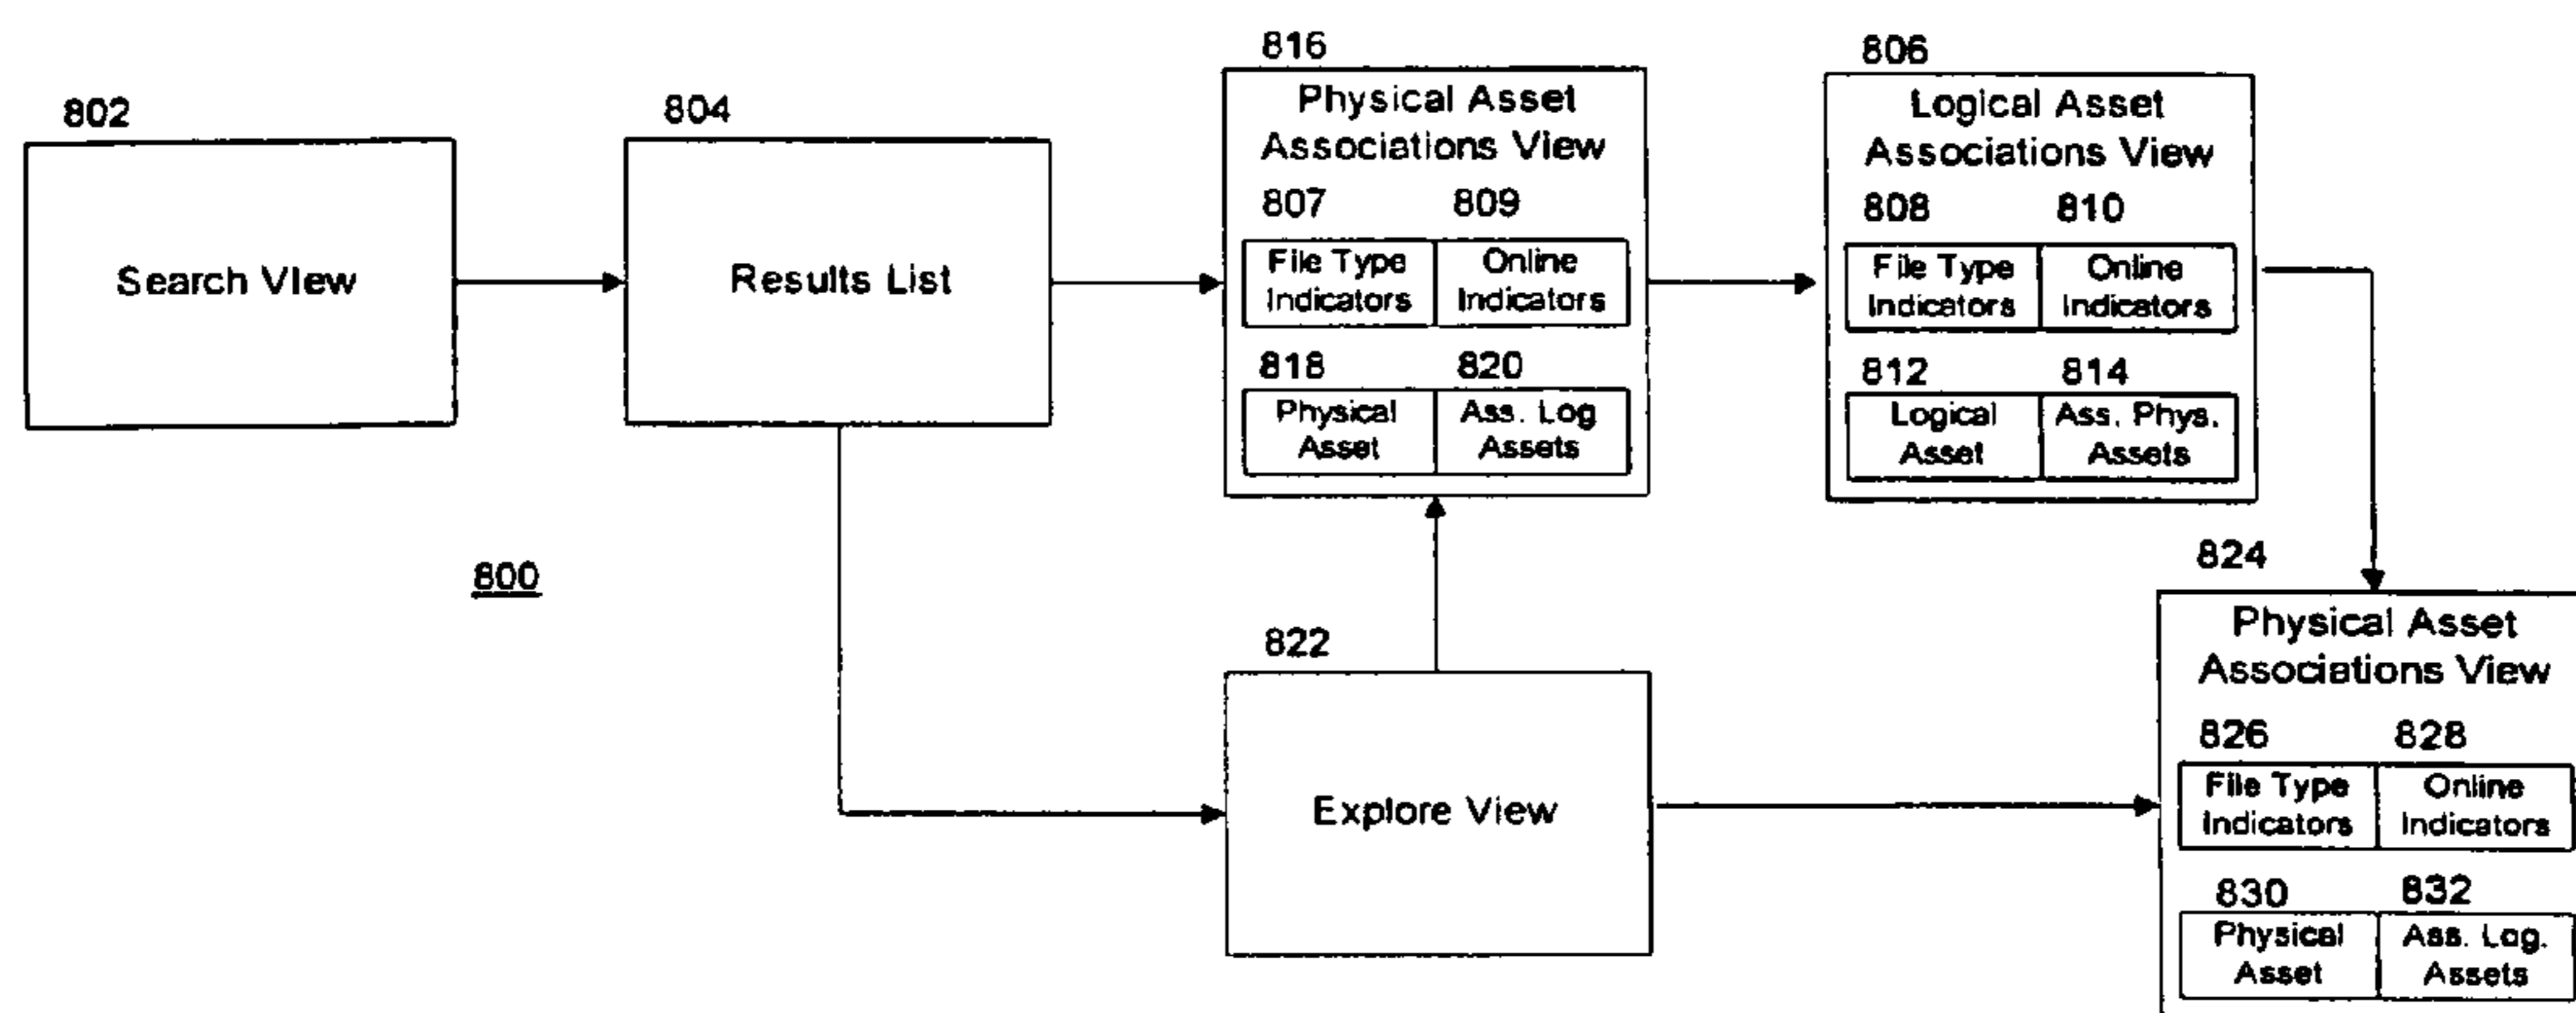 802
Search View
804
Results List
816
Physical Asset
Associations View
807 809
File Type Online
Indicators Indicators
818 820
Physical Ass. Log
Asset Assets
806
Logical Asset
Associations View
808 810
File Type Online
Indicators Indicators
812 814
Logical Ass. Phys.
Asset Assets
800
822
Explore View
824
Physical Asset
Associations View
826 828
File Type Online
Indicators Indicators
830 832
Physical Ass. Log.
Asset Assets